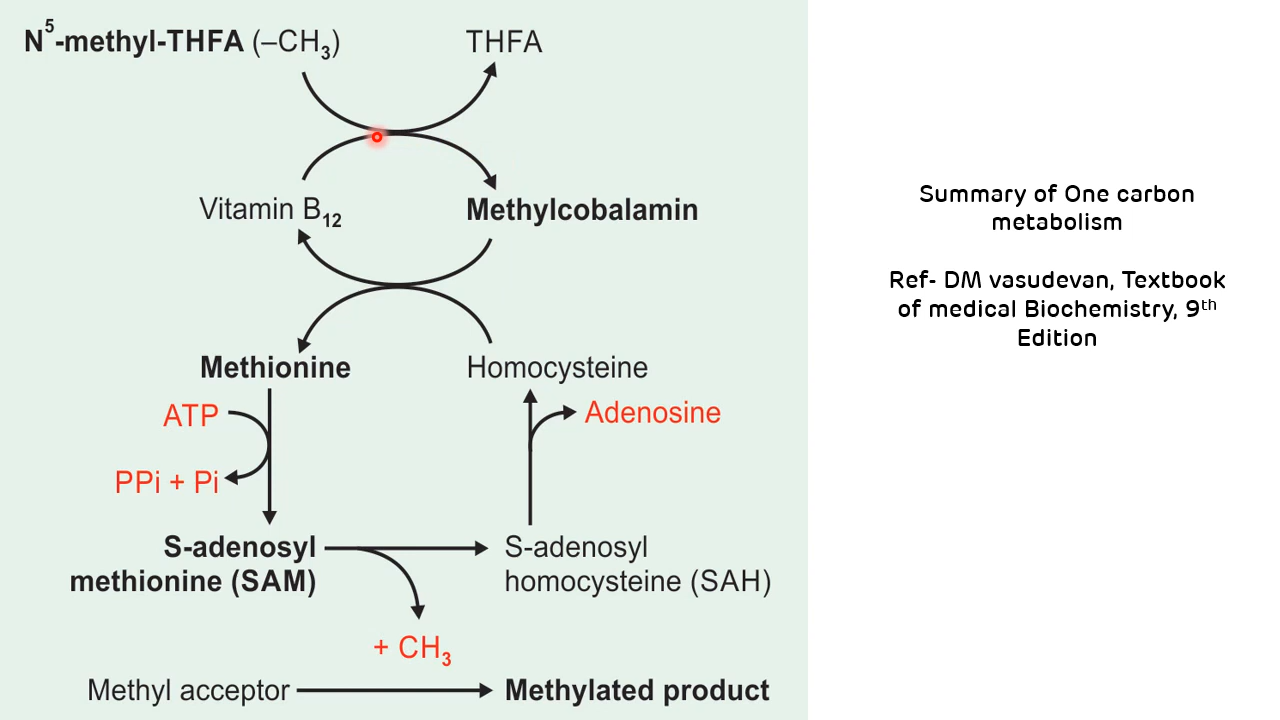 N⁵-methyl-THFA (–CH₃)
THFA
Vitamin B₁₂
Methylcobalamin
Methionine
Homocysteine
ATP
Adenosine
PPi + Pi
S-adenosyl
methionine (SAM)
S-adenosyl
homocysteine (SAH)
+ CH₃
Methyl acceptor
Methylated product
Summary of One carbon
metabolism
Ref- DM vasudevan, Textbook
of medical Biochemistry, 9ᵗʰ
Edition